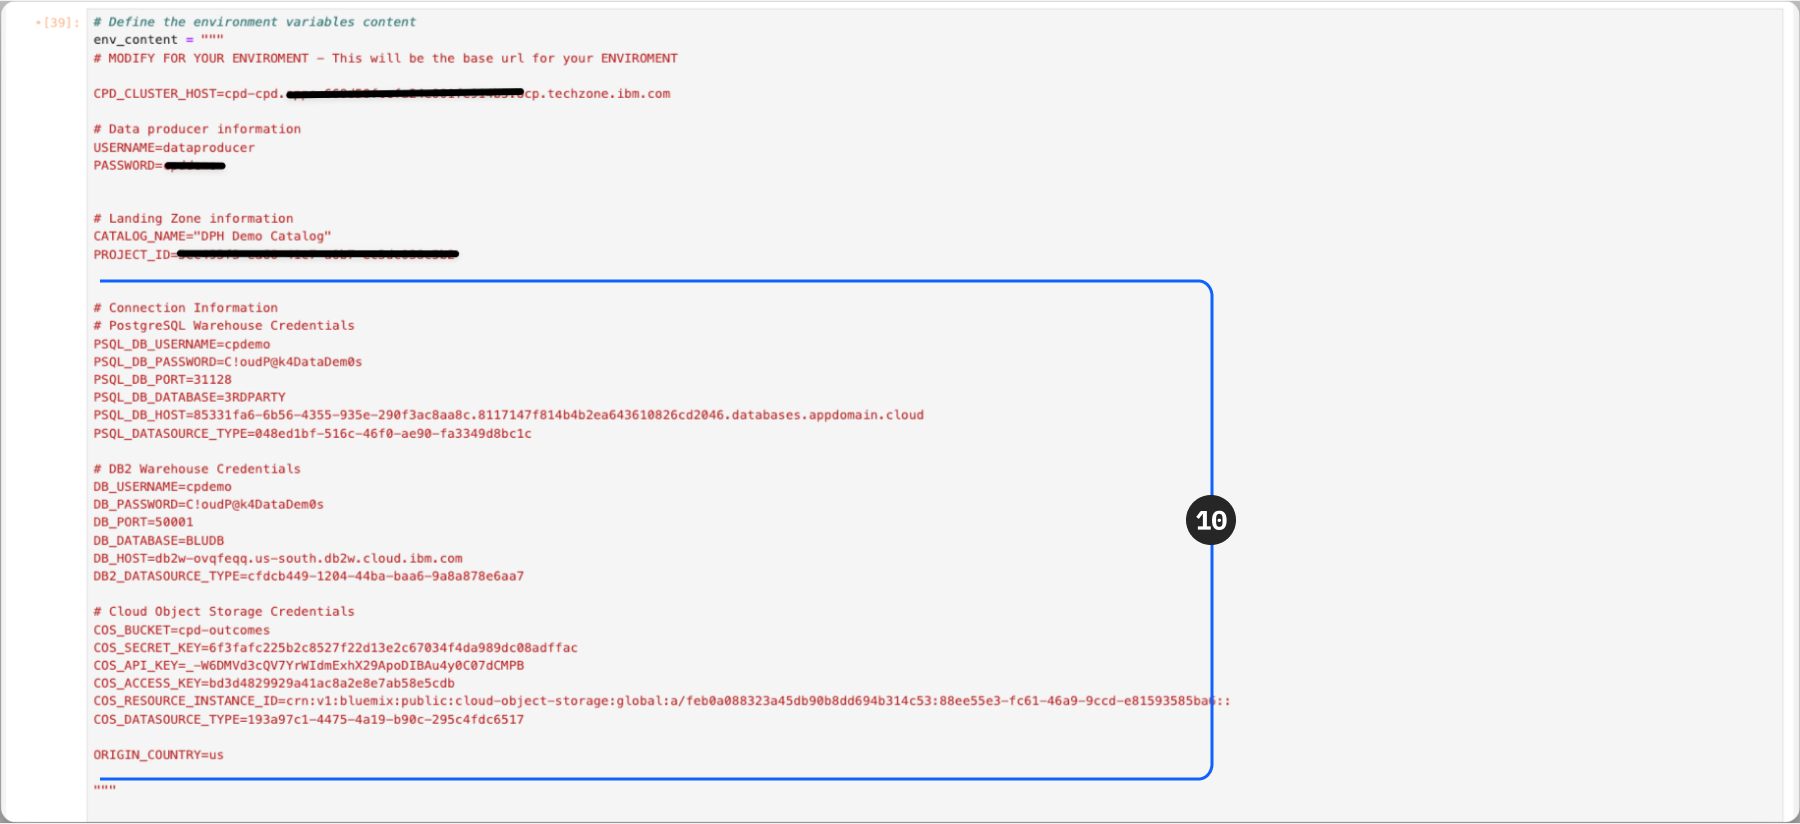 [39]:
# Define the environment variables content
env_content = """
# MODIFY FOR YOUR ENVIROMENT – This will be the base url for your ENVIROMENT
CPD_CLUSTER_HOST=cpd-cpd. cp.techzone.ibm.com
# Data producer information
USERNAME=dataproducer
PASSWORD=
# Landing Zone information
CATALOG_NAME="DPH Demo Catalog"
PROJECT_ID=
# Connection Information
# PostgreSQL Warehouse Credentials
PSQL_DB_USERNAME=cpdemo
PSQL_DB_PASSWORD=C!oudP@k4DataDem0s
PSQL_DB_PORT=31128
PSQL_DB_DATABASE=3RDPARTY
PSQL_DB_HOST=85331fa6-6b56-4355-935e-290f3ac8aa8c.8117147f814b4b2ea643610826cd2046.databases.appdomain.cloud
PSQL_DATASOURCE_TYPE=048ed1bf-516c-46f0-ae90-fa3349d8bc1c
# DB2 Warehouse Credentials
DB_USERNAME=cpdemo
DB_PASSWORD=C!oudP@k4DataDem0s
DB_PORT=50001
DB_DATABASE=BLUDB
DB_HOST=db2w-ovqfeqq.us-south.db2w.cloud.ibm.com
DB2_DATASOURCE_TYPE=cfdcb449-1204-44ba-baa6-9a8a878e6aa7
10
# Cloud Object Storage Credentials
COS_BUCKET=cpd-outcomes
COS_SECRET_KEY=6f3fafc225b2c8527f22d13e2c67034f4da989dc08adffac
COS_API_KEY=_-W6DMVd3cQV7YrWIdmExhX29ApoDIBAu4y0C07dCMPB
COS_ACCESS_KEY=bd3d4829929a41ac8a2e8e7ab58e5cdb
COS_RESOURCE_INSTANCE_ID=crn:v1:bluemix:public:cloud-object-storage:global:a/feb0a088323a45db90b8dd694b314c53:88ee55e3-fc61-46a9-9ccd-e81593585ba6::
COS_DATASOURCE_TYPE=193a97c1-4475-4a19-b90c-295c4fdc6517
ORIGIN_COUNTRY=us
"""